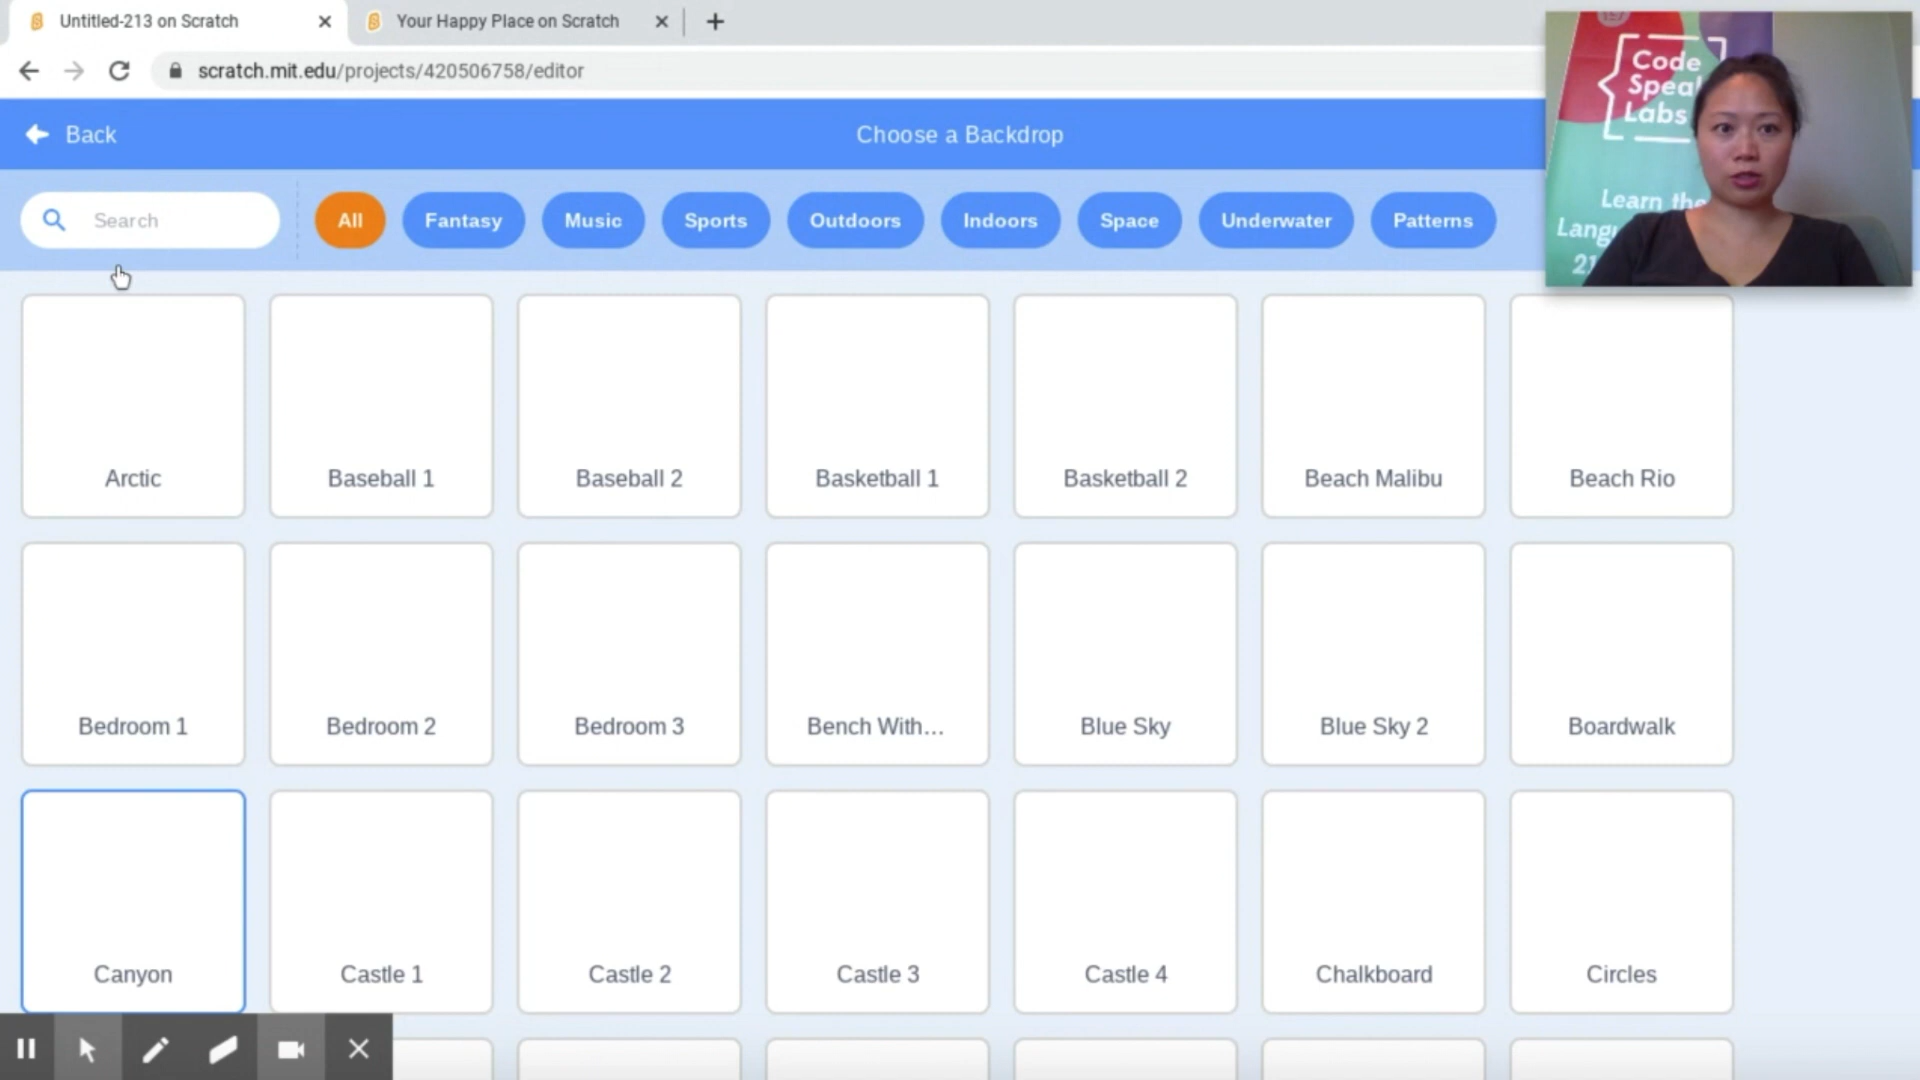 Untitled-213 on Scratch
Your Happy Place on Scratch
scratch.mit.edu/projects/420506758/editor
Back
Choose a Backdrop
Search
All
Fantasy
Music
Sports
Outdoors
Indoors
Space
Underwater
Patterns
Code
Speak
Labs
Learn the
Arctic
Baseball 1
Baseball 2
Basketball 1
Basketball 2
Beach Malibu
Beach Rio
Bedroom 1
Bedroom 2
Bedroom 3
Bench With...
Blue Sky
Blue Sky 2
Boardwalk
Canyon
Castle 1
Castle 2
Castle 3
Castle 4
Chalkboard
Circles